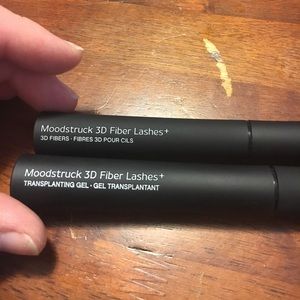 Moodstruck 3D Fiber Lashes+
3D FIBERS · FIBRES 3D POUR CILS
Moodstruck 3D Fiber Lashes+
TRANSPLANTING GEL · GEL TRANSPLANTANT